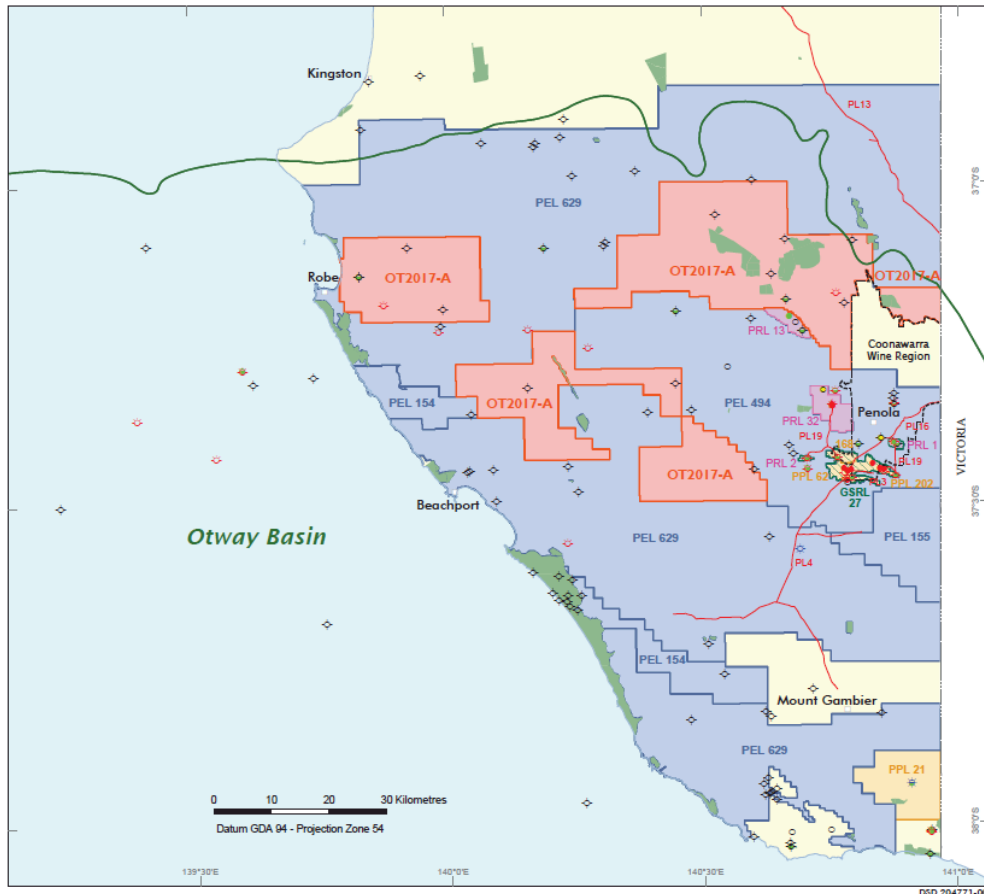 Kingston
PL13
37°0'S
PEL 629
OT2017-A
OT2017-A
OT2017-A
Robe
PRL 13
Coonawarra
Wine Region
PEL 154
OT2017-A
PEL 494
PRL 32
Penola
PL15
PL19
168
PRL 1
PRL 2
PL19
OT2017-A
PPL 62
PPL 202
GSRL
27
VICTORIA
37°30'S
Beachport
Otway Basin
PEL 629
PEL 155
PL4
PEL 154
Mount Gambier
PEL 629
PPL 21
0 10 20 30 Kilometres
Datum GDA 94 - Projection Zone 54
38°0'S
139°30'E
140°0'E
140°30'E
141°0'E